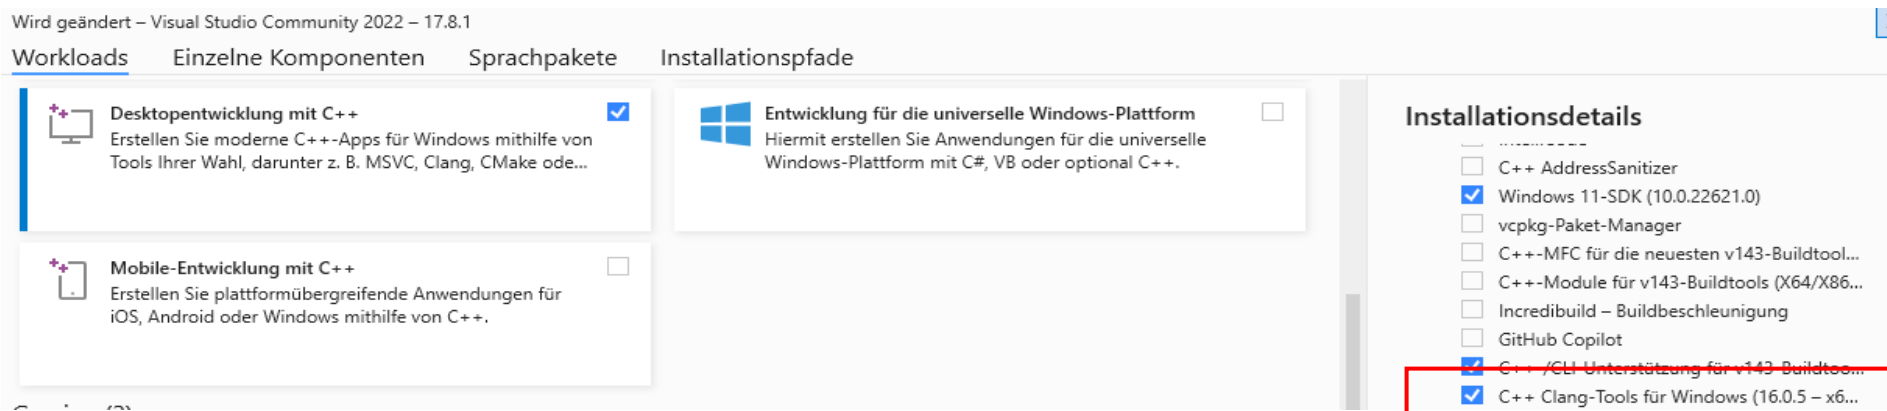 Wird geändert – Visual Studio Community 2022 – 17.8.1
Workloads Einzelne Komponenten Sprachpakete Installationspfade
Desktopentwicklung mit C++
Erstellen Sie moderne C++-Apps für Windows mithilfe von
Tools Ihrer Wahl, darunter z. B. MSVC, Clang, CMake ode...
Entwicklung für die universelle Windows-Plattform
Hiermit erstellen Sie Anwendungen für die universelle
Windows-Plattform mit C#, VB oder optional C++.
Mobile-Entwicklung mit C++
Erstellen Sie plattformübergreifende Anwendungen für
iOS, Android oder Windows mithilfe von C++.
Installationsdetails
C++ AddressSanitizer
Windows 11-SDK (10.0.22621.0)
vcpkg-Paket-Manager
C++-MFC für die neuesten v143-Buildtool...
C++-Module für v143-Buildtools (X64/X86...
Incredibuild – Buildbeschleunigung
GitHub Copilot
C++-/CLI-Unterstützung für v143-Buildtoo...
C++ Clang-Tools für Windows (16.0.5 – x6...